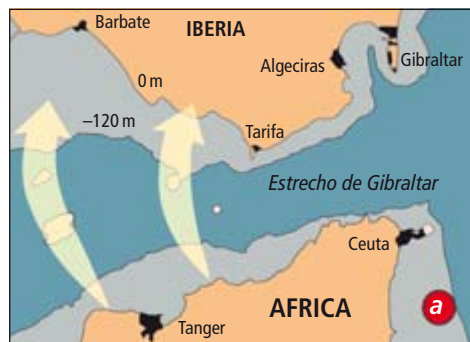 Barbate
IBERIA
Algeciras
Gibraltar
0 m
–120 m
Tarifa
Estrecho de Gibraltar
Ceuta
AFRICA
a
Tanger